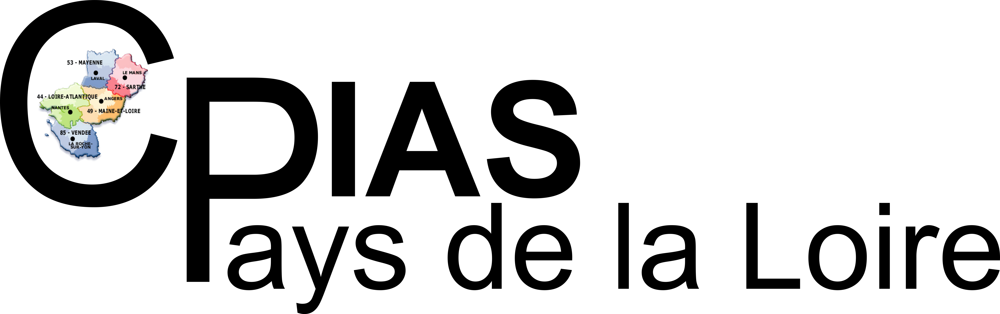 CPIAS
Pays de la Loire
53 - MAYENNE
LAVAL
LE MANS
72 - SARTHE
44 - LOIRE-ATLANTIQUE
NANTES
ANGERS
49 - MAINE-ET-LOIRE
85 - VENDEE
LA ROCHE-
SUR-YON